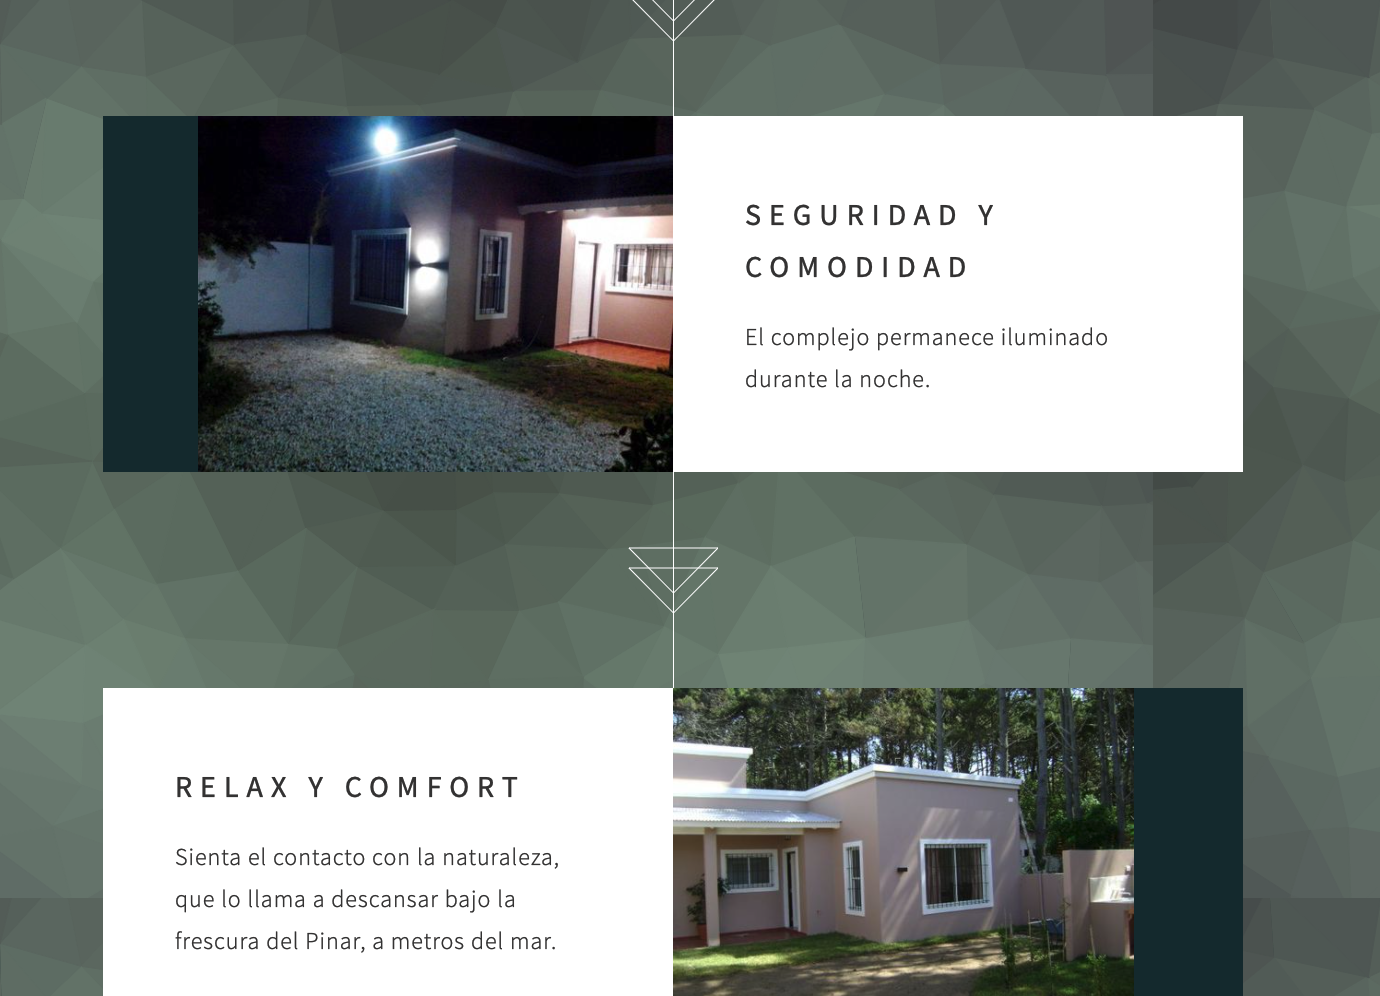 SEGURIDAD Y
COMODIDAD
El complejo permanece iluminado
durante la noche.
RELAX Y COMFORT
Sienta el contacto con la naturaleza,
que lo llama a descansar bajo la
frescura del Pinar, a metros del mar.